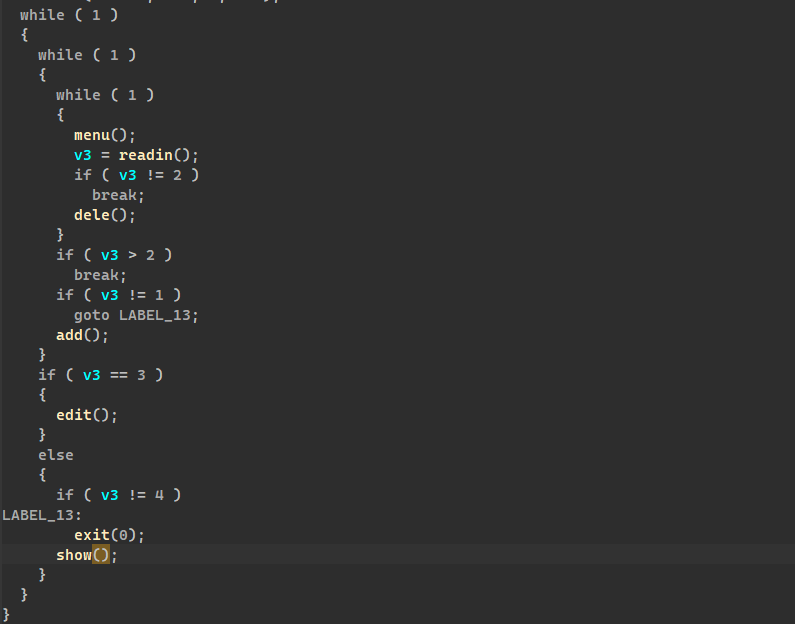 while ( 1 )
{
while ( 1 )
{
while ( 1 )
{
menu();
v3 = readin();
if ( v3 != 2 )
break;
dele();
}
if ( v3 > 2 )
break;
if ( v3 != 1 )
goto LABEL_13;
add();
}
if ( v3 == 3 )
{
edit();
}
else
{
if ( v3 != 4 )
LABEL_13:
exit(0);
show();
}
}
}